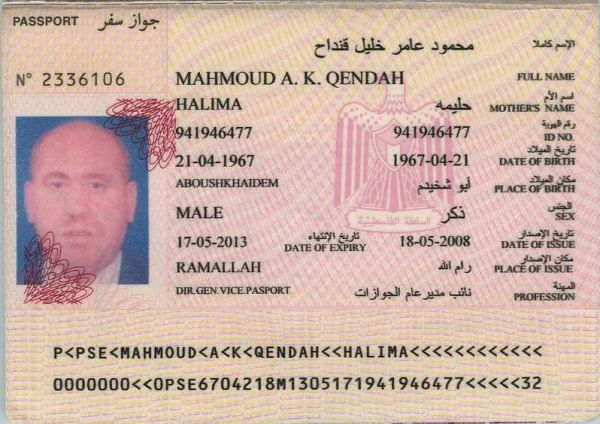 PASSPORT جواز سفر
N° 2336106
محمود عامر خليل قنداح الإسم كاملا
MAHMOUD A. K. QENDAH FULL NAME
HALIMA حليمه اسم الأم MOTHER'S NAME
941946477 941946477 رقم الهوية ID NO.
21-04-1967 1967-04-21 تاريخ الميلاد DATE OF BIRTH
ABOUSHKHAIDEM أبو شخيدم مكان الميلاد PLACE OF BIRTH
MALE ذكر الجنس SEX
السلطة الفلسطينية
17-05-2013 تاريخ الإنتهاء DATE OF EXPIRY 18-05-2008 تاريخ الإصدار DATE OF ISSUE
RAMALLAH رام الله مكان الإصدار PLACE OF ISSUE
DIR.GEN.VICE.PASPORT نائب مدير عام الجوازات المهنة PROFESSION
P<PSE<MAHMOUD<A<K<QENDAH<<HALIMA<<<<<<<<<<<<
0000000<<0PSE6704218M1305171941946477<<<<<32